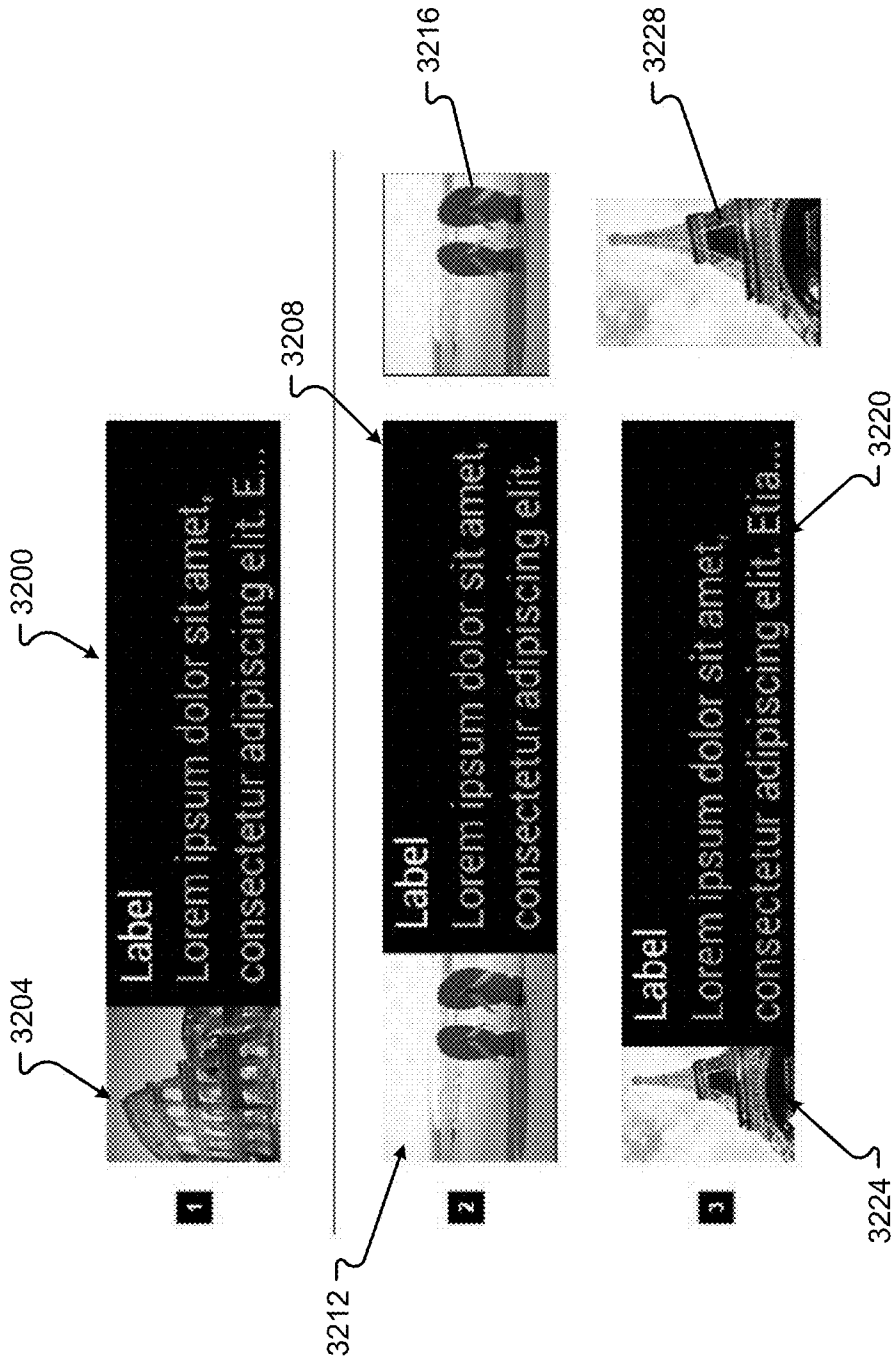 3200
3204
1
Label
Lorem ipsum dolor sit amet,
consectetur adipiscing elit. E...
3208
3212
2
Label
Lorem ipsum dolor sit amet,
consectetur adipiscing elit.
3216
3
Label
Lorem ipsum dolor sit amet,
consectetur adipiscing elit. Etia...
3220
3224
3228